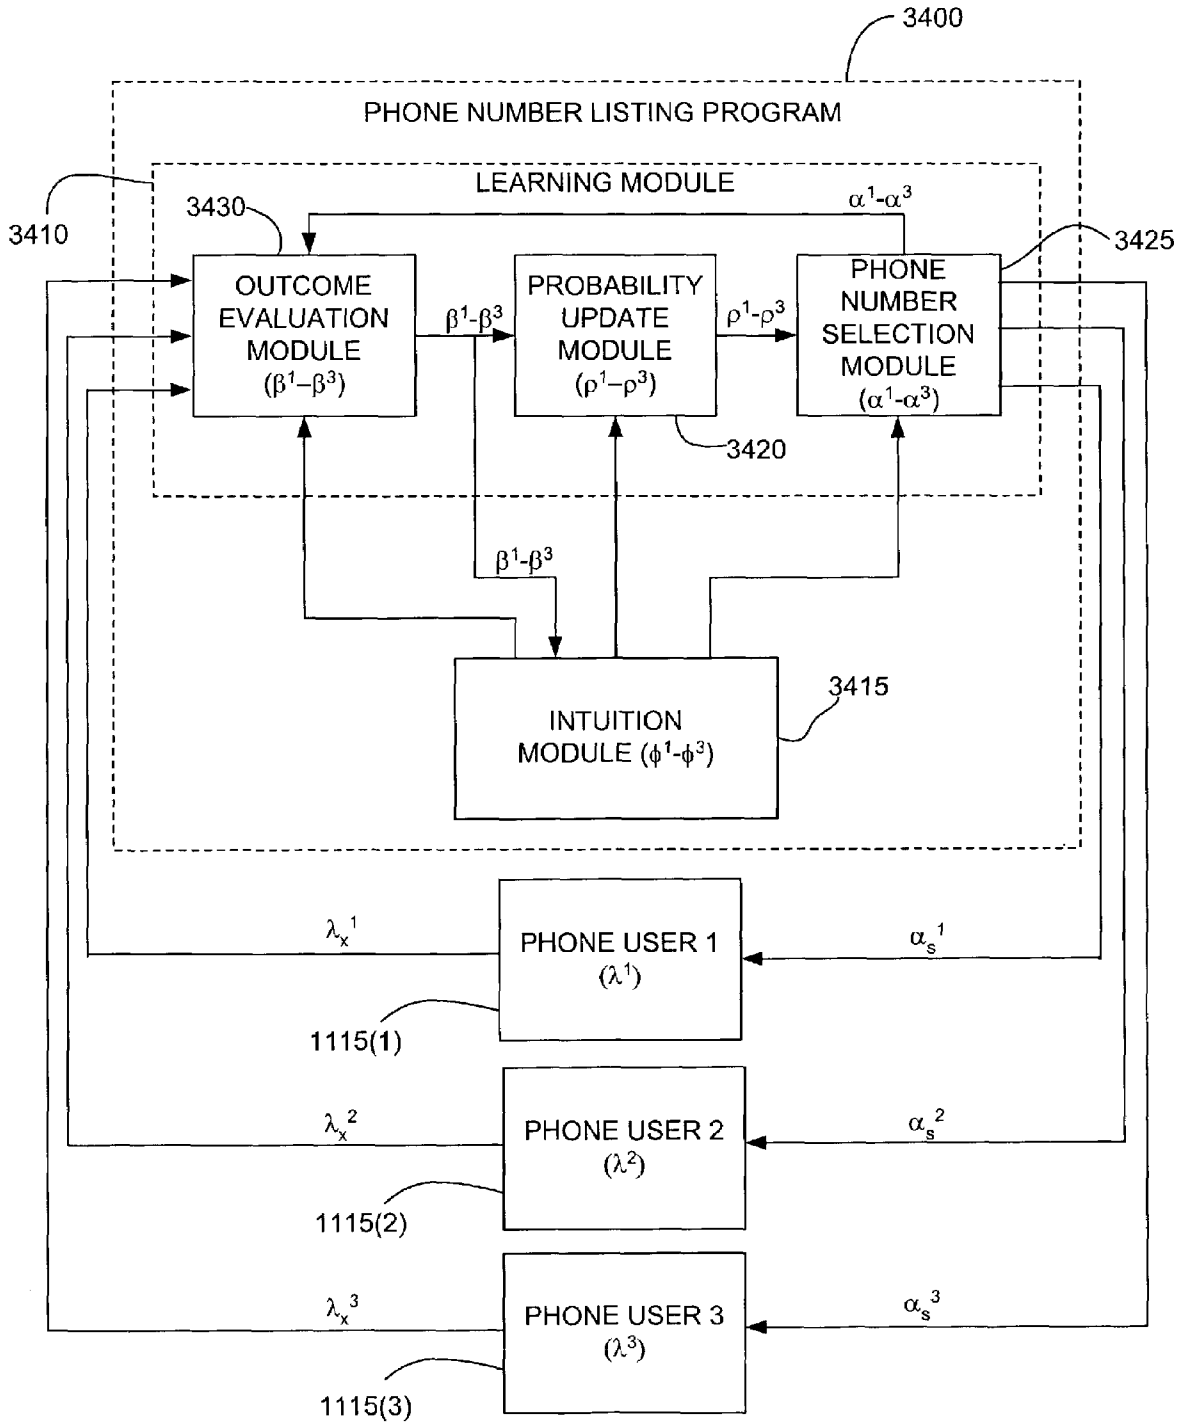 3400
PHONE NUMBER LISTING PROGRAM
LEARNING MODULE
3410
3430
α¹-α³
3425
OUTCOME
EVALUATION
MODULE
(β¹–β³)
β¹-β³
PROBABILITY
UPDATE
MODULE
(ρ¹–ρ³)
ρ¹-ρ³
PHONE
NUMBER
SELECTION
MODULE
(α¹-α³)
3420
β¹-β³
3415
INTUITION
MODULE (ϕ¹-ϕ³)
λₓ¹
PHONE USER 1
(λ¹)
αₛ¹
1115(1)
λₓ²
PHONE USER 2
(λ²)
αₛ²
1115(2)
λₓ³
PHONE USER 3
(λ³)
αₛ³
1115(3)